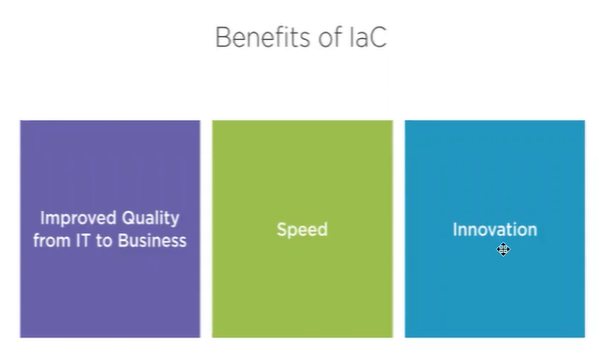 Benefits of IaC
Improved Quality
from IT to Business
Speed
Innovation